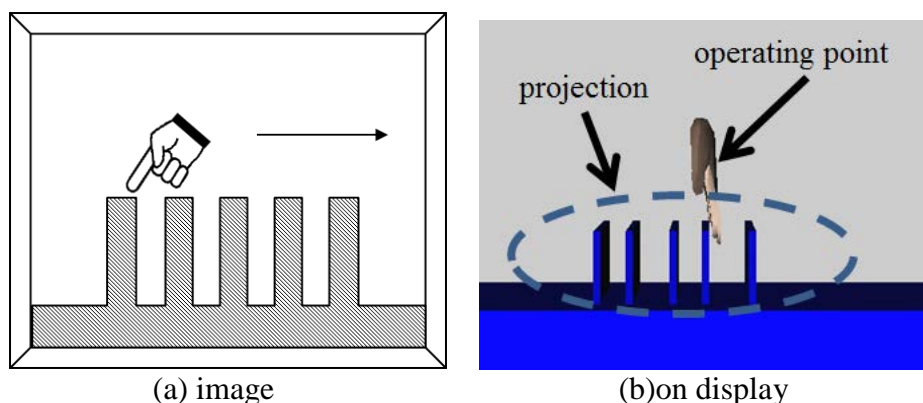 operating point
projection
(a) image
(b)on display